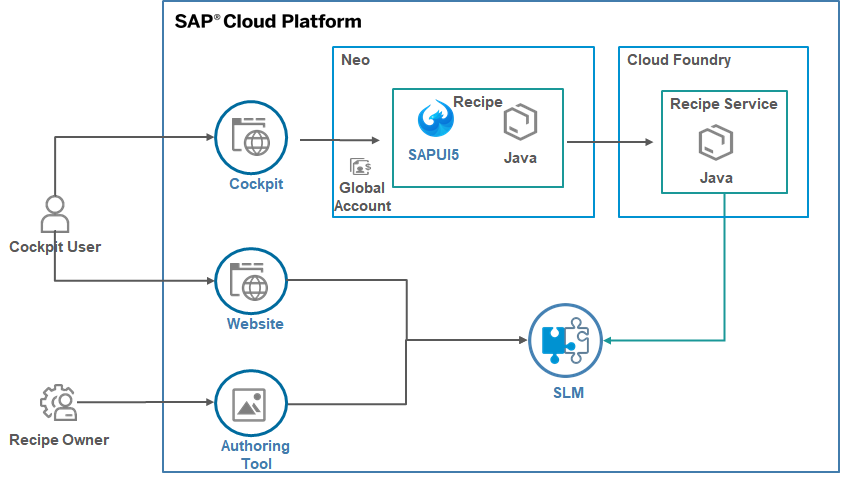 SAP® Cloud Platform
Neo
Cloud Foundry
Recipe
SAPUI5
Java
Recipe Service
Java
Cockpit
Global
Account
Cockpit User
Website
SLM
Recipe Owner
Authoring
Tool